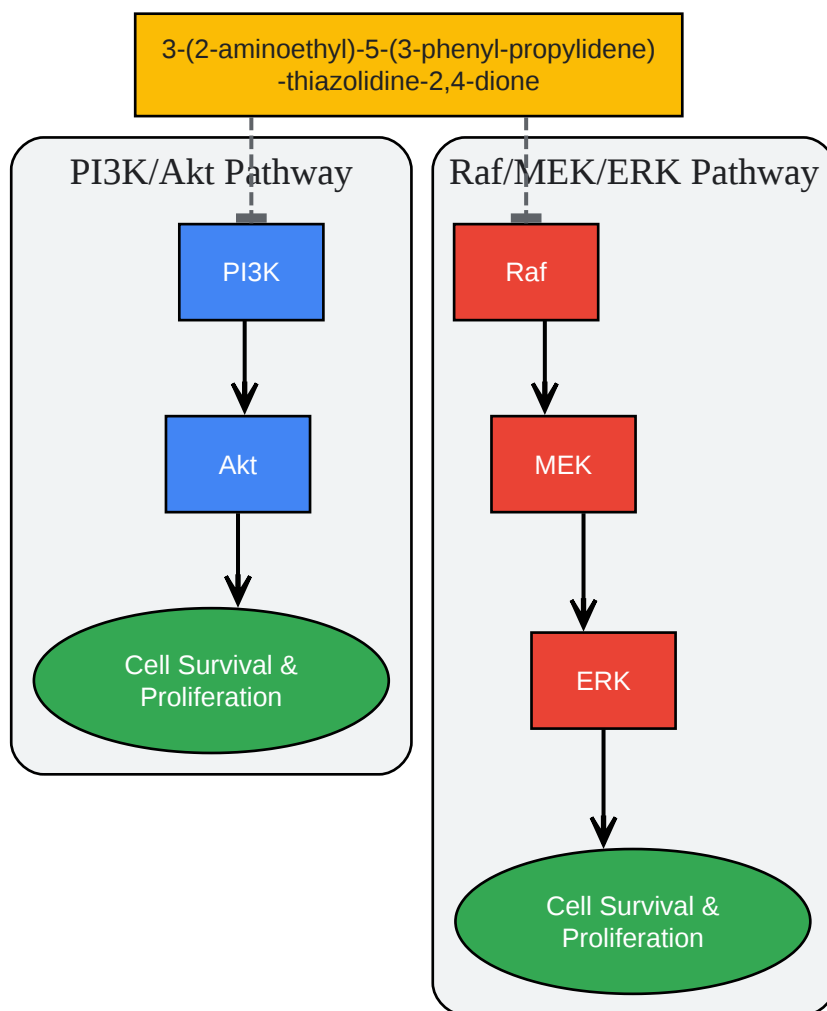 3-(2-aminoethyl)-5-(3-phenyl-propylidene)
-thiazolidine-2,4-dione
PI3K/Akt Pathway
PI3K
Akt
Cell Survival &
Proliferation
Raf/MEK/ERK Pathway
Raf
MEK
ERK
Cell Survival &
Proliferation